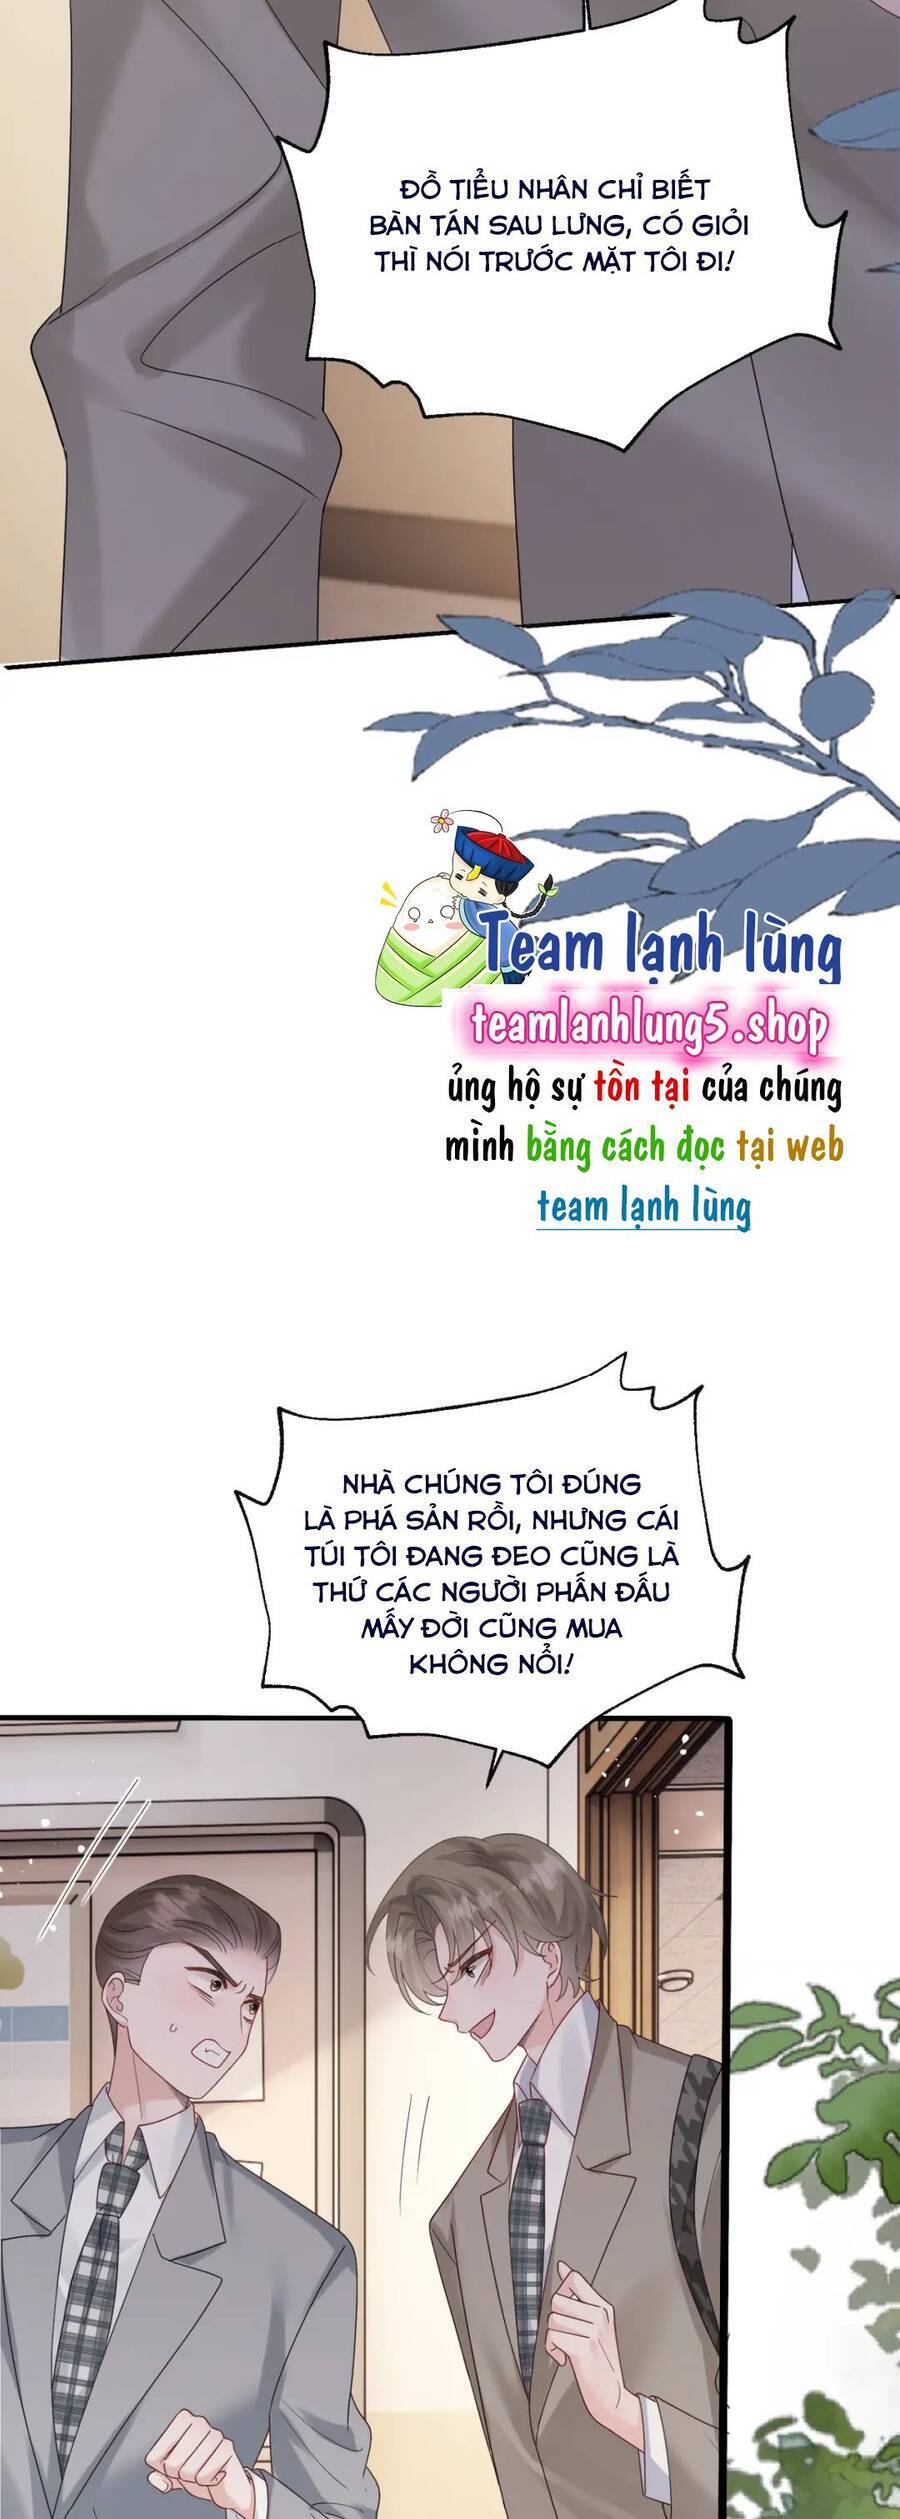 ĐỒ TIỂU NHÂN CHỈ BIẾT
BÀN TÁN SAU LƯNG, CÓ GIỎI
THÌ NÓI TRƯỚC MẶT TÔI ĐI!
Team lạnh lùng
teamlanhlung5.shop
ủng hộ sự tồn tại của chúng
mình bằng cách đọc tại web
team lạnh lùng
NHÀ CHÚNG TÔI ĐÚNG
LÀ PHÁ SẢN RỒI, NHƯNG CÁI
TÚI TÔI ĐANG ĐEO CŨNG LÀ
THỨ CÁC NGƯỜI PHẤN ĐẤU
MẤY ĐỜI CŨNG MUA
KHÔNG NỔI!